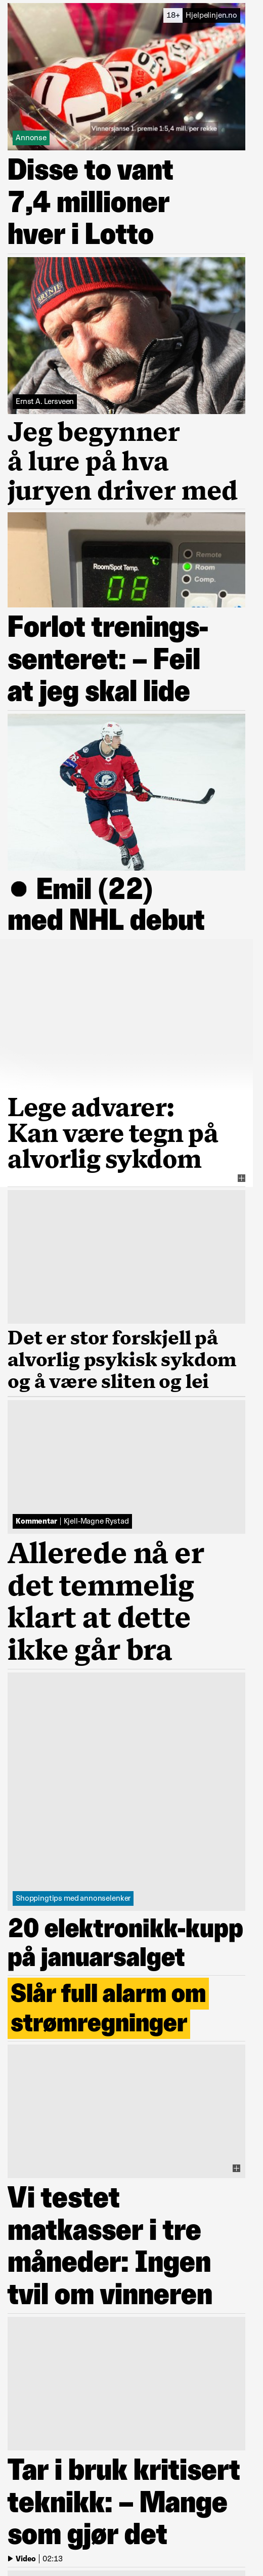 18+ Hjelpelinjen.no
Vinnersjanse 1. premie 1:5,4 mill. per rekke
Annonse
Disse to vant
7,4 millioner
hver i Lotto
BRYNJE
Ernst A. Lersveen
Jeg begynner
å lure på hva
juryen driver med
Remote
Room/Spot Temp. °C Room
08 Comp.
Forlot trenings-
senteret: – Feil
at jeg skal lide
● Emil (22)
med NHL debut
Lege advarer:
Kan være tegn på
alvorlig sykdom
Det er stor forskjell på
alvorlig psykisk sykdom
og å være sliten og lei
Kommentar | Kjell-Magne Rystad
Allerede nå er
det temmelig
klart at dette
ikke går bra
Shoppingtips med annonselenker
20 elektronikk-kupp
på januarsalget
Slår full alarm om
strømregninger
Vi testet
matkasser i tre
måneder: Ingen
tvil om vinneren
Tar i bruk kritisert
teknikk: – Mange
som gjør det
Video | 02:13